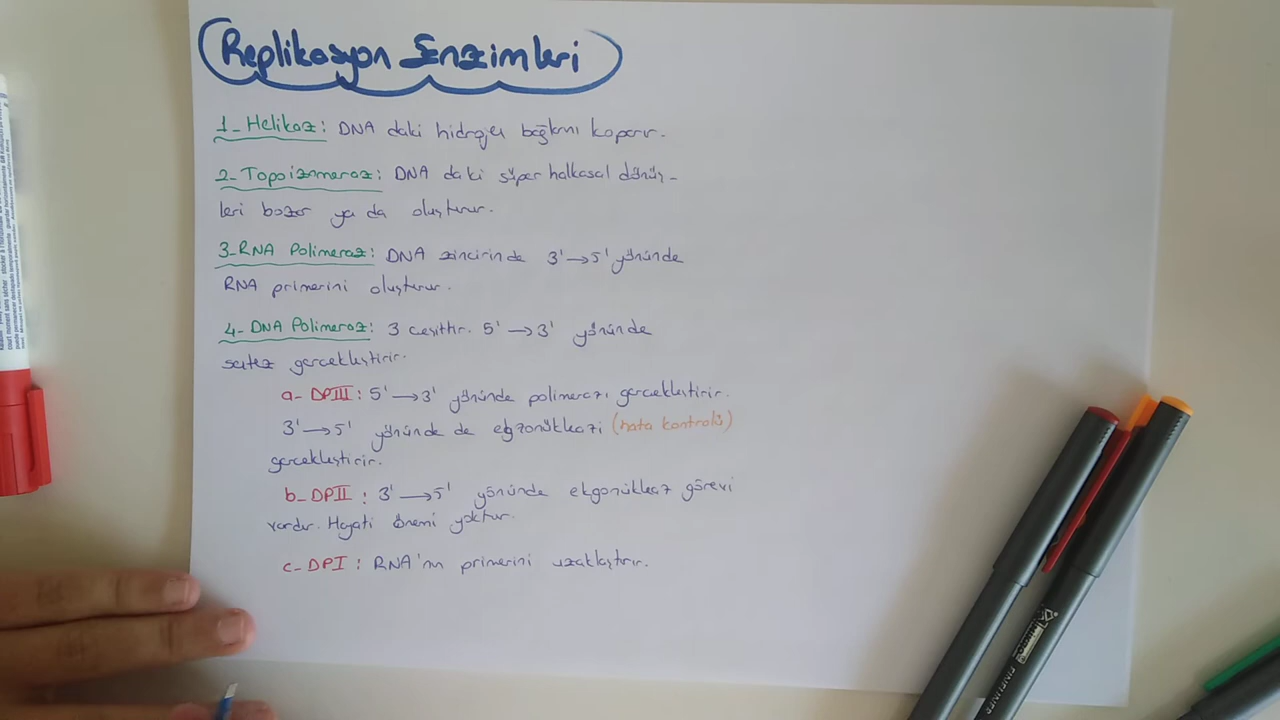 Replikasyon Enzimleri
1- Helikaz: DNA daki hidrojen bağlarını koparır.
2- Topoizomeraz: DNA daki süper halkasal dönüş-
leri bozar ya da oluşturur.
3- RNA Polimeraz: DNA zincirinde 3'→5' yönünde
RNA primerini oluşturur.
4- DNA Polimeraz: 3 çeşittir. 5'→3' yönünde
sentez gerçekleştirir.
a- DPIII: 5'→3' yönünde polimerazı gerçekleştirir.
3'→5' yönünde de ekzonükleazı (hata kontrolü)
gerçekleştirir.
b- DPII: 3'→5' yönünde ekzonükleaz görevi
vardır. Hayati önemi yoktur.
c- DPI: RNA'nın primerini uzaklaştırır.